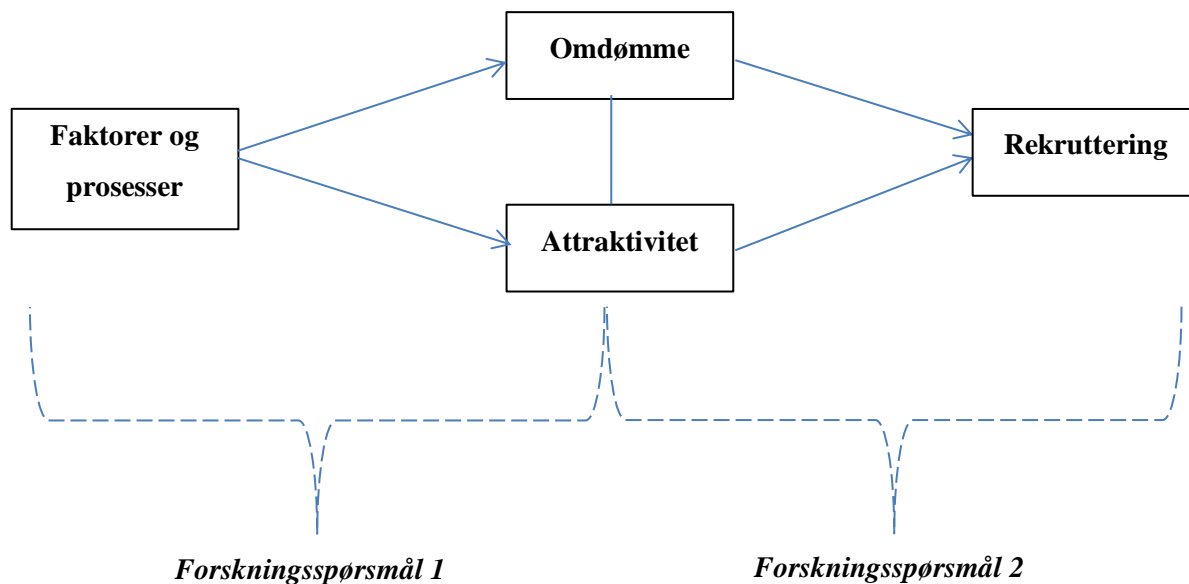 Omdømme
Faktorer og
prosesser
Rekruttering
Attraktivitet
Forskningsspørsmål 1
Forskningsspørsmål 2